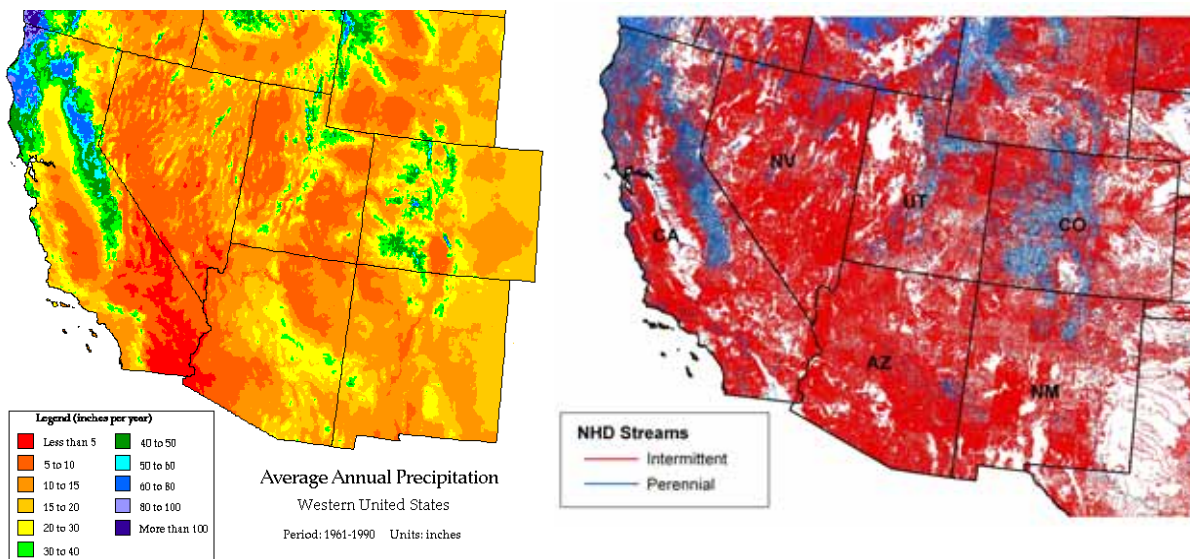 Legend (inches per year)
Less than 5
5 to 10
10 to 15
15 to 20
20 to 30
30 to 40
40 to 50
50 to 60
60 to 80
80 to 100
More than 100
Average Annual Precipitation
Western United States
Period: 1961-1990 Units: inches
NV
UT
CO
CA
AZ
NM
NHD Streams
Intermittent
Perennial